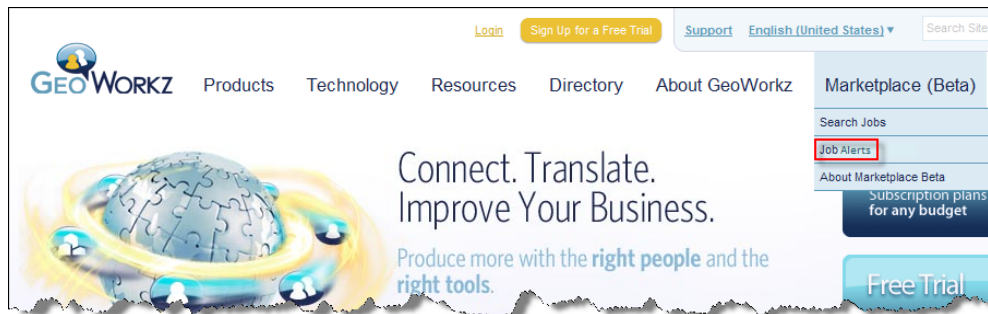 Login Sign Up for a Free Trial Support English (United States) ▾ Search Site
GEOWORKZ Products Technology Resources Directory About GeoWorkz Marketplace (Beta)
Search Jobs
Job Alerts
About Marketplace Beta
Connect. Translate.
Improve Your Business.
Subscription plans
for any budget
Produce more with the right people and the
right tools.
Free Trial